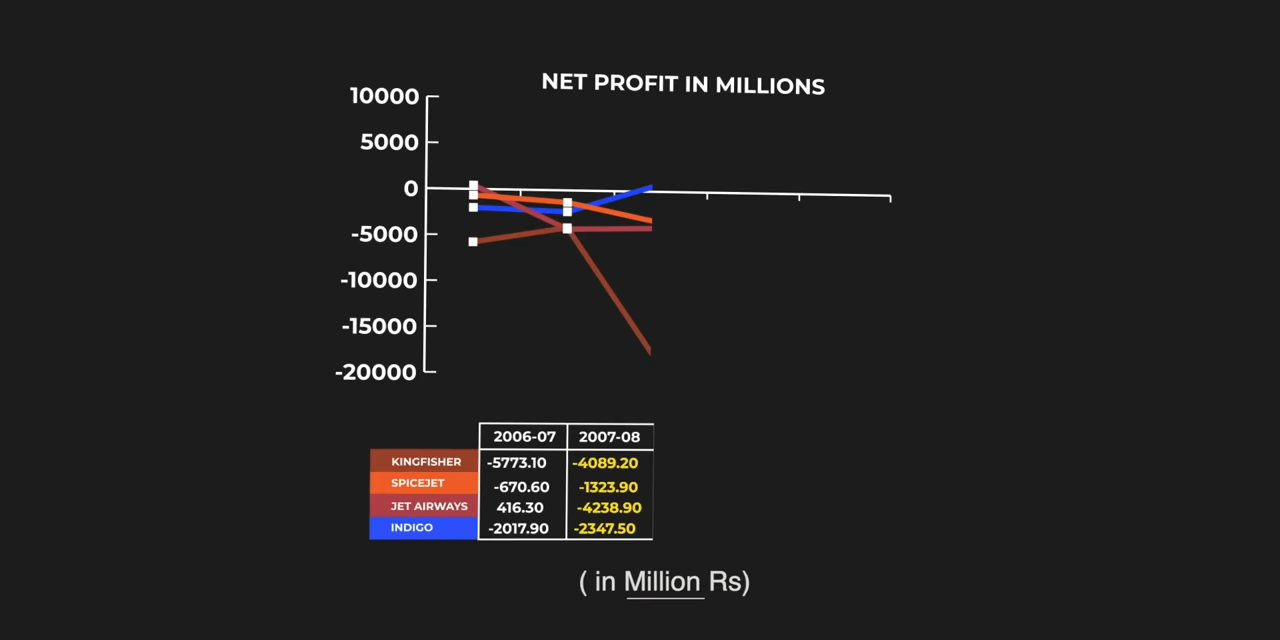 NET PROFIT IN MILLIONS
10000
5000
0
-5000
-10000
-15000
-20000
2006-07 2007-08
KINGFISHER -5773.10 -4089.20
SPICEJET -670.60 -1323.90
JET AIRWAYS 416.30 -4238.90
INDIGO -2017.90 -2347.50
( in Million Rs)